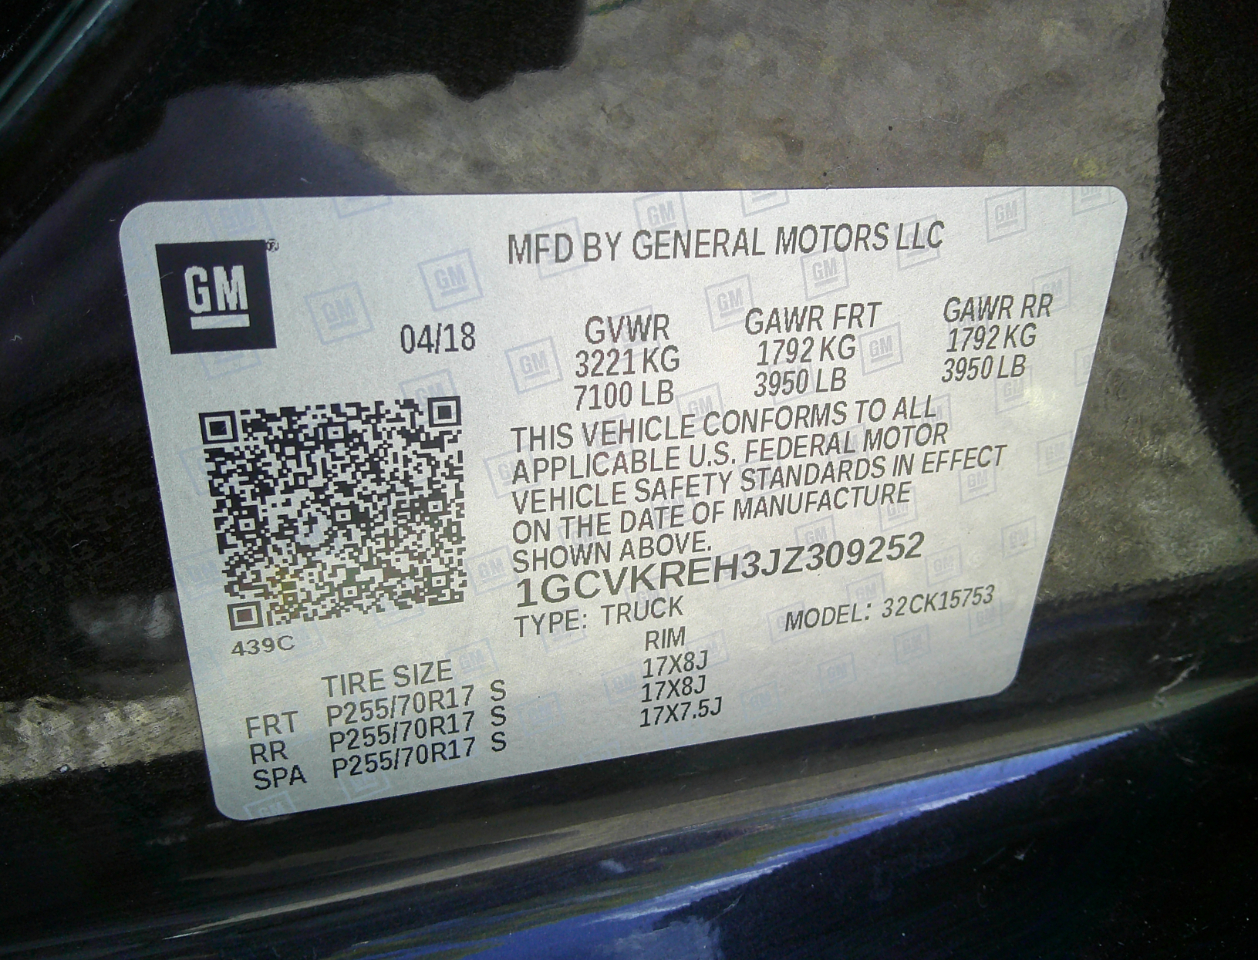 GM®
MFD BY GENERAL MOTORS LLC
04/18
GVWR GAWR FRT GAWR RR
3221 KG 1792 KG 1792 KG
7100 LB 3950 LB 3950 LB
THIS VEHICLE CONFORMS TO ALL
APPLICABLE U.S. FEDERAL MOTOR
VEHICLE SAFETY STANDARDS IN EFFECT
ON THE DATE OF MANUFACTURE
SHOWN ABOVE.
1GCVKREH3JZ309252
TYPE: TRUCK MODEL: 32CK15753
439C
TIRE SIZE RIM
FRT P255/70R17 S 17X8J
RR P255/70R17 S 17X8J
SPA P255/70R17 S 17X7.5J